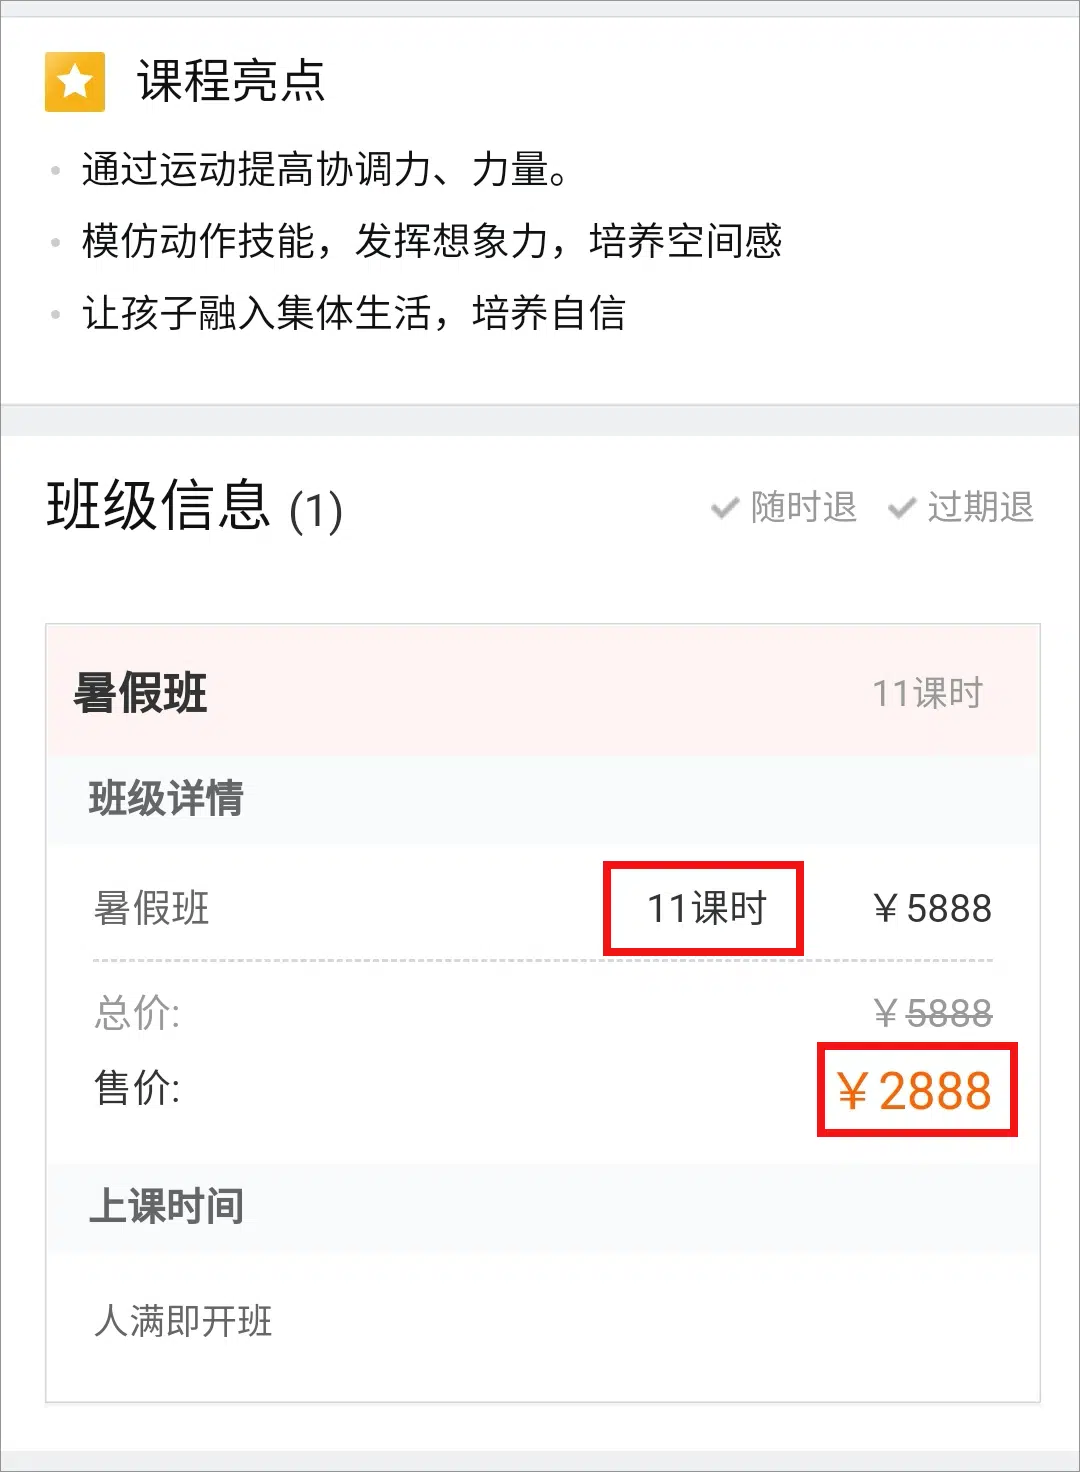 课程亮点
通过运动提高协调力、力量。
模仿动作技能，发挥想象力，培养空间感
让孩子融入集体生活，培养自信
班级信息 (1) 随时退 过期退
暑假班 11课时
班级详情
暑假班 11课时 ￥5888
总价: ￥5888
售价: ￥2888
上课时间
人满即开班